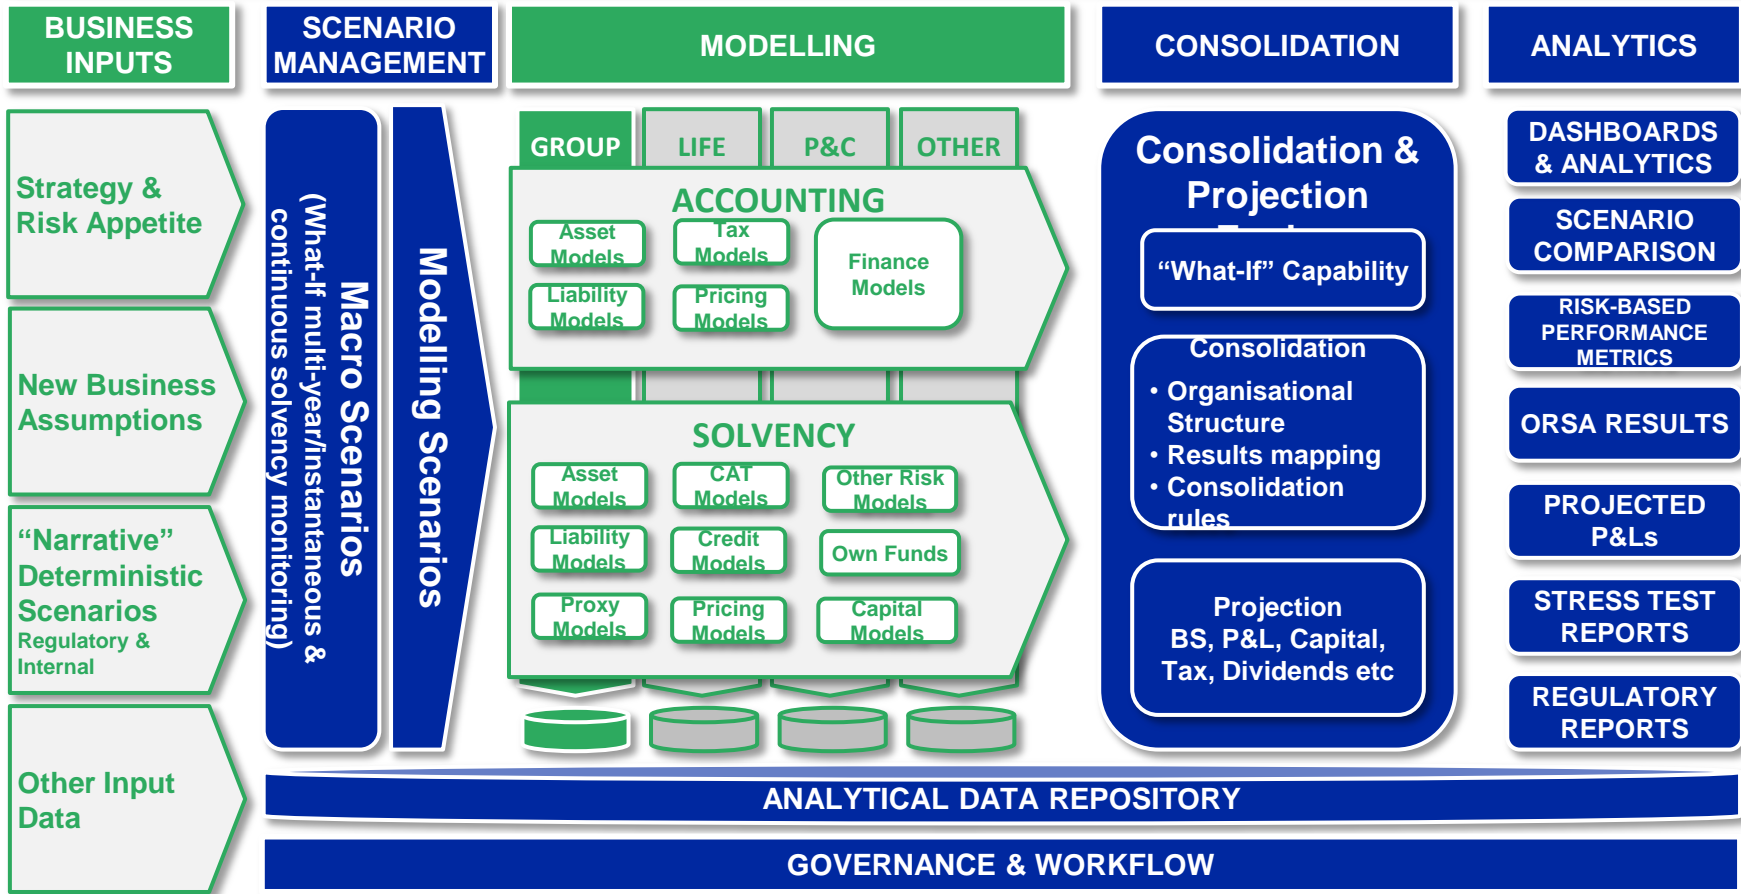 BUSINESS
INPUTS
SCENARIO
MANAGEMENT
MODELLING
CONSOLIDATION
ANALYTICS
Strategy &
Risk Appetite
New Business
Assumptions
“Narrative”
Deterministic
Scenarios
Regulatory &
Internal
Other Input
Data
Macro Scenarios
(What-If multi-year/instantaneous &
continuous solvency monitoring)
Modelling Scenarios
GROUP
LIFE
P&C
OTHER
ACCOUNTING
Asset
Models
Tax
Models
Finance
Models
Liability
Models
Pricing
Models
SOLVENCY
Asset
Models
CAT
Models
Other Risk
Models
Liability
Models
Credit
Models
Own Funds
Proxy
Models
Pricing
Models
Capital
Models
Consolidation &
Projection
“What-If” Capability
Consolidation
• Organisational
Structure
• Results mapping
• Consolidation
rules
Projection
BS, P&L, Capital,
Tax, Dividends etc
DASHBOARDS
& ANALYTICS
SCENARIO
COMPARISON
RISK-BASED
PERFORMANCE
METRICS
ORSA RESULTS
PROJECTED
P&Ls
STRESS TEST
REPORTS
REGULATORY
REPORTS
ANALYTICAL DATA REPOSITORY
GOVERNANCE & WORKFLOW